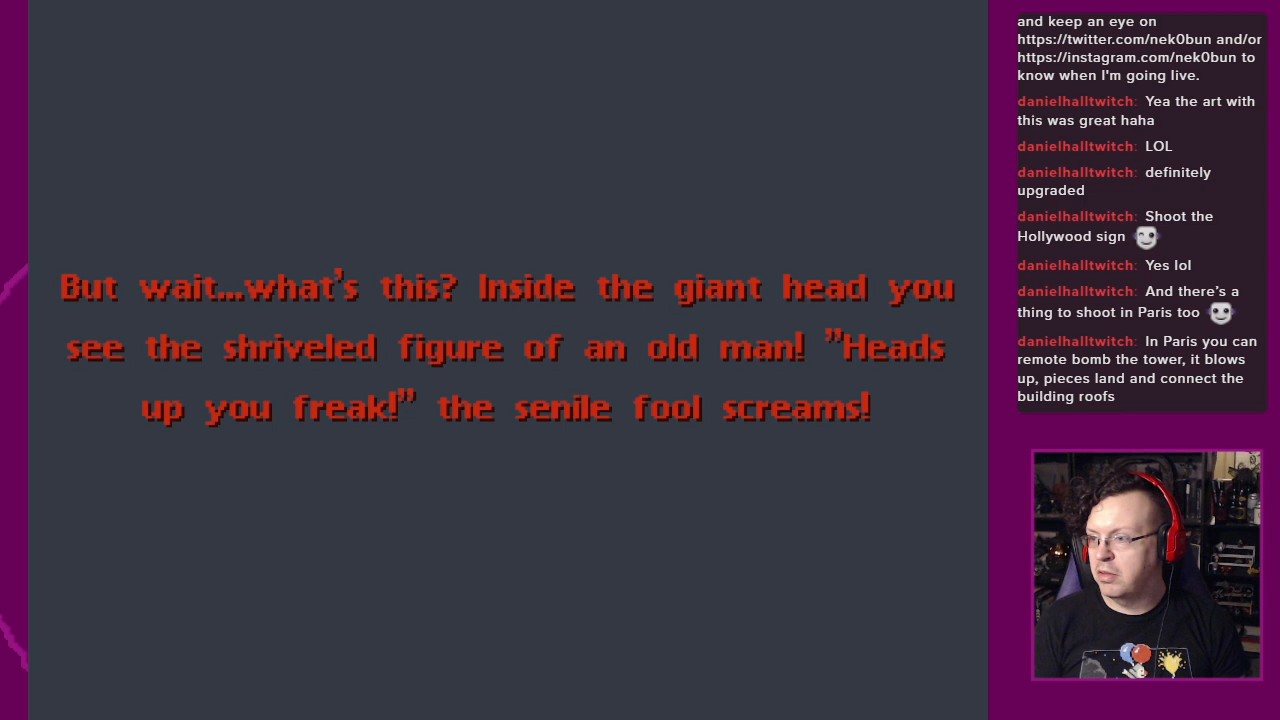 But wait...what's this? Inside the giant head you
see the shriveled figure of an old man! "Heads
up you freak!" the senile fool screams!
and keep an eye on
https://twitter.com/nek0bun and/or
https://instagram.com/nek0bun to
know when I'm going live.
danielhalltwitch: Yea the art with
this was great haha
danielhalltwitch: LOL
danielhalltwitch: definitely
upgraded
danielhalltwitch: Shoot the
Hollywood sign
danielhalltwitch: Yes lol
danielhalltwitch: And there's a
thing to shoot in Paris too
danielhalltwitch: In Paris you can
remote bomb the tower, it blows
up, pieces land and connect the
building roofs